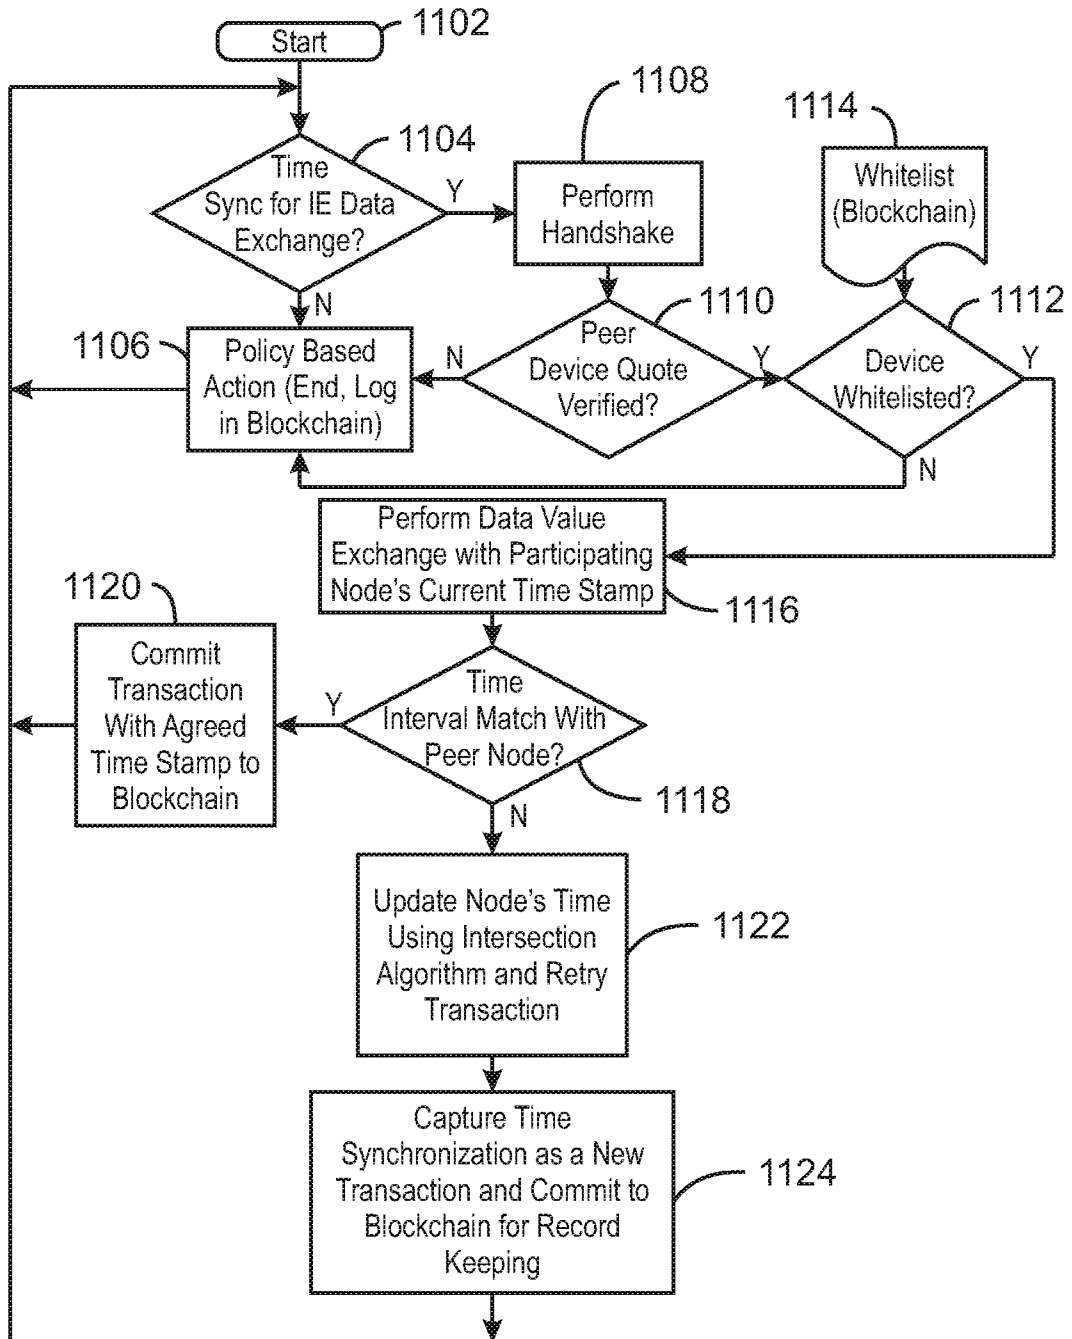 Start
1102
1104
Time
Sync for IE Data
Exchange?
Y
N
1108
Perform
Handshake
1114
Whitelist
(Blockchain)
1106
Policy Based
Action (End, Log
in Blockchain)
1110
Peer
Device Quote
Verified?
N
Y
1112
Device
Whitelisted?
Y
N
Perform Data Value
Exchange with Participating
Node's Current Time Stamp
1116
1120
Commit
Transaction
With Agreed
Time Stamp to
Blockchain
Y
Time
Interval Match With
Peer Node?
1118
N
Update Node's Time
Using Intersection
Algorithm and Retry
Transaction
1122
Capture Time
Synchronization as a New
Transaction and Commit to
Blockchain for Record
Keeping
1124